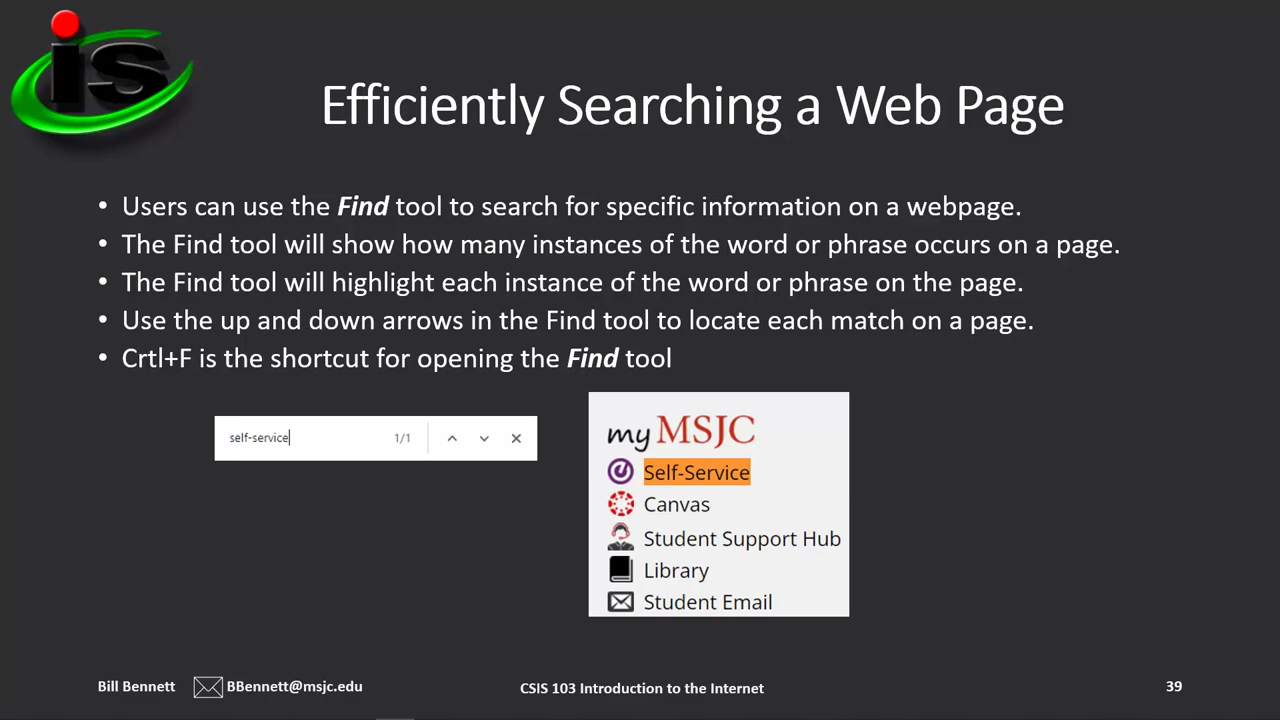 is
Efficiently Searching a Web Page
• Users can use the Find tool to search for specific information on a webpage.
• The Find tool will show how many instances of the word or phrase occurs on a page.
• The Find tool will highlight each instance of the word or phrase on the page.
• Use the up and down arrows in the Find tool to locate each match on a page.
• Crtl+F is the shortcut for opening the Find tool
self-service 1/1
my MSJC
Self-Service
Canvas
Student Support Hub
Library
Student Email
Bill Bennett BBennett@msjc.edu CSIS 103 Introduction to the Internet 39